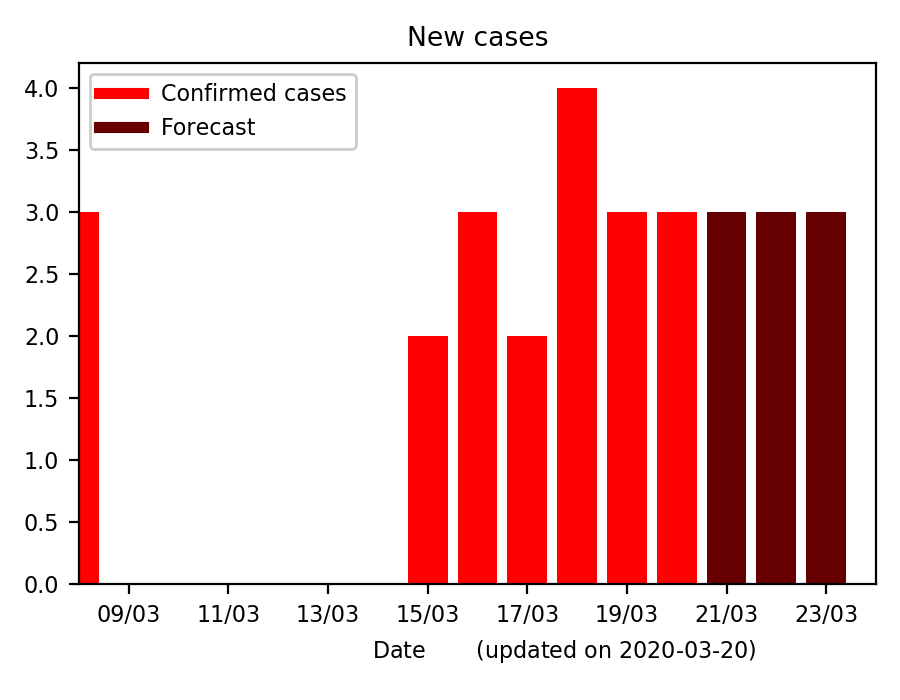 New cases
Confirmed cases
Forecast
4.0
3.5
3.0
2.5
2.0
1.5
1.0
0.5
0.0
09/03 11/03 13/03 15/03 17/03 19/03 21/03 23/03
Date (updated on 2020-03-20)